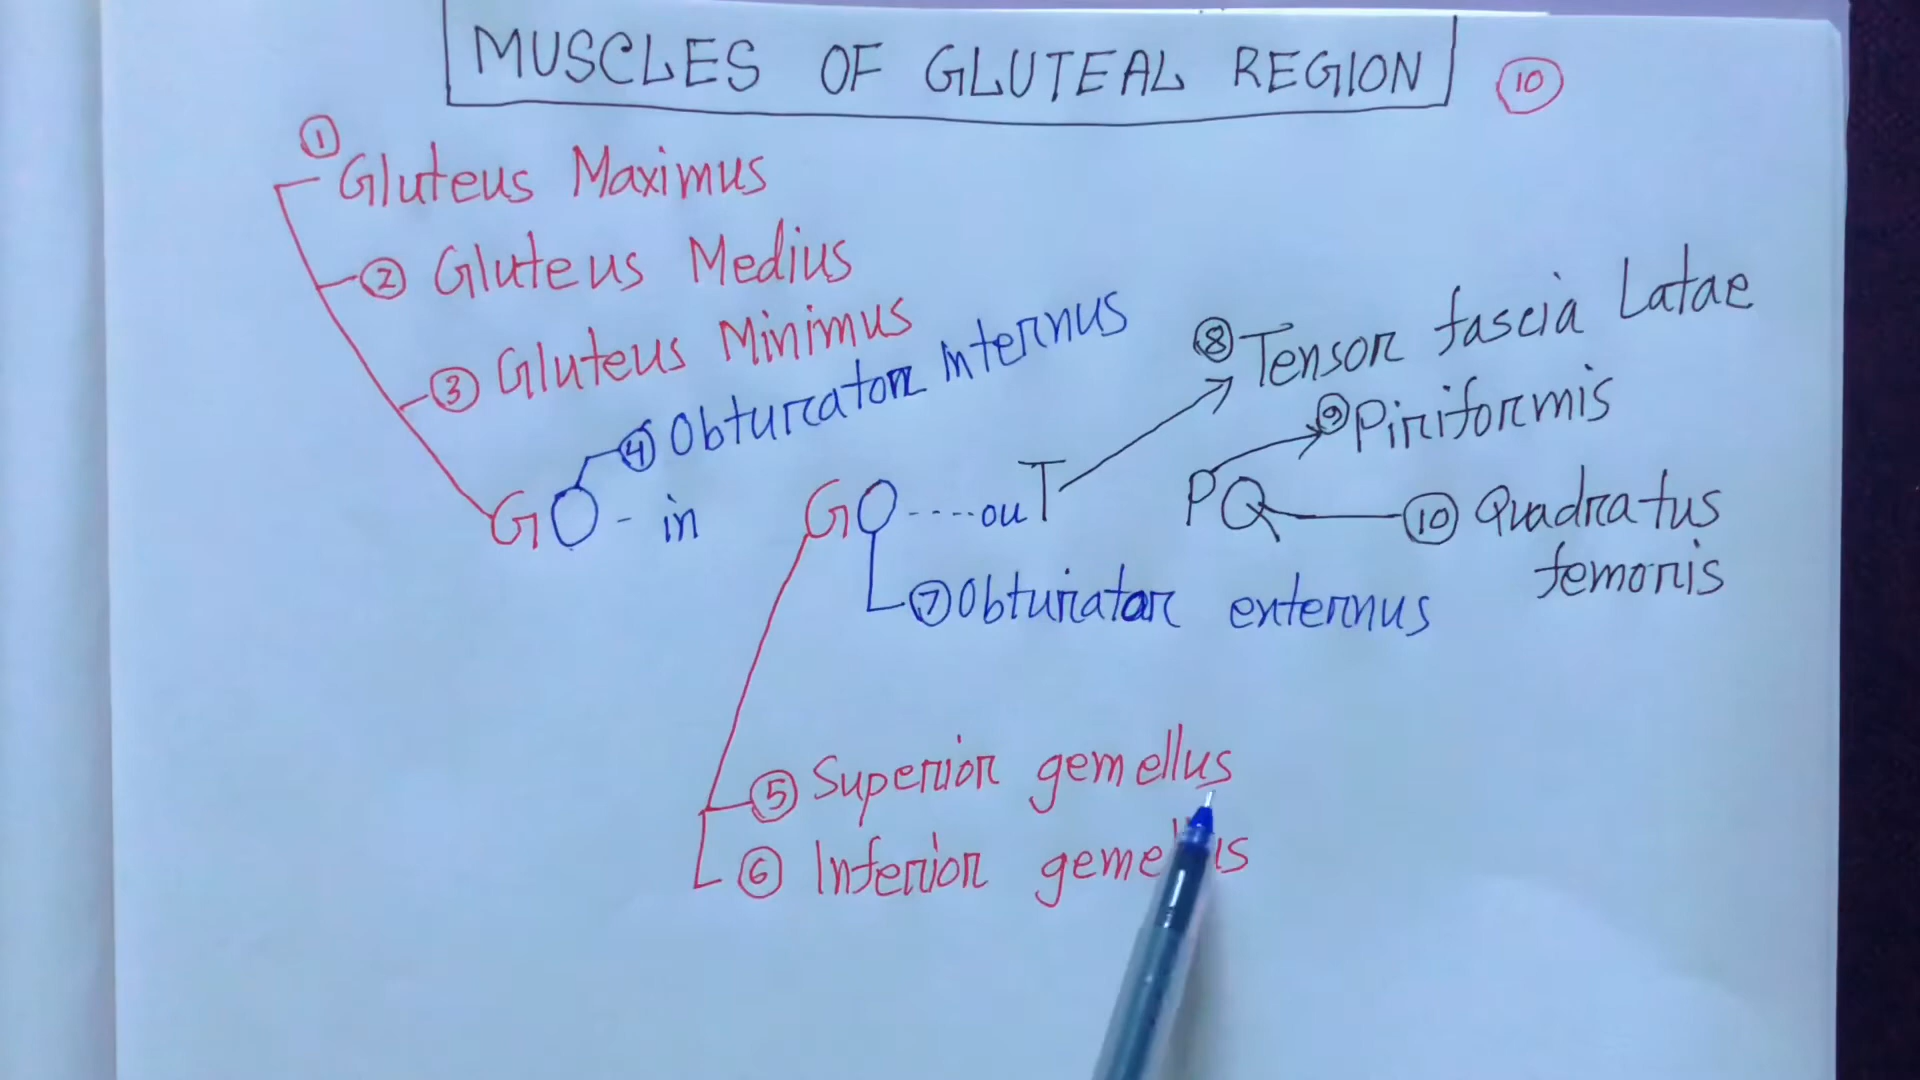 MUSCLES OF GLUTEAL REGION 10
1 Gluteus Maximus
2 Gluteus Medius
3 Gluteus Minimus
4 Obturator Internus
GO - in GO ----ouT PQ
8 Tensor fascia Latae
9 Piriformis
10 Quadratus
femoris
7 Obturator externus
5 Superior gemellus
6 Inferior